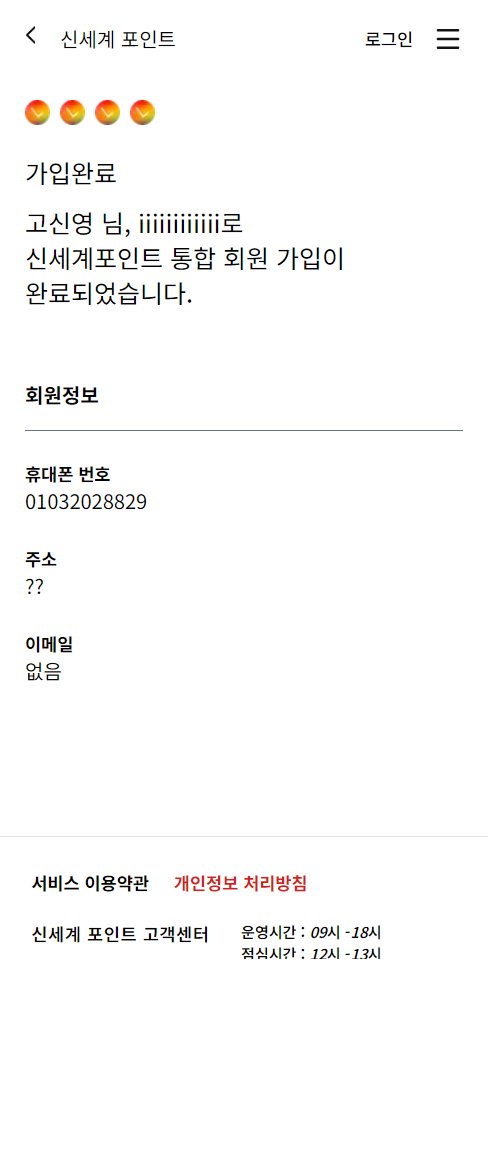 신세계 포인트
로그인
가입완료
고신영 님, iiiiiiiiiiii로
신세계포인트 통합 회원 가입이
완료되었습니다.
회원정보
휴대폰 번호
01032028829
주소
??
이메일
없음
서비스 이용약관 개인정보 처리방침
신세계 포인트 고객센터
운영시간 : 09시 -18시
점심시간 : 12시 -13시